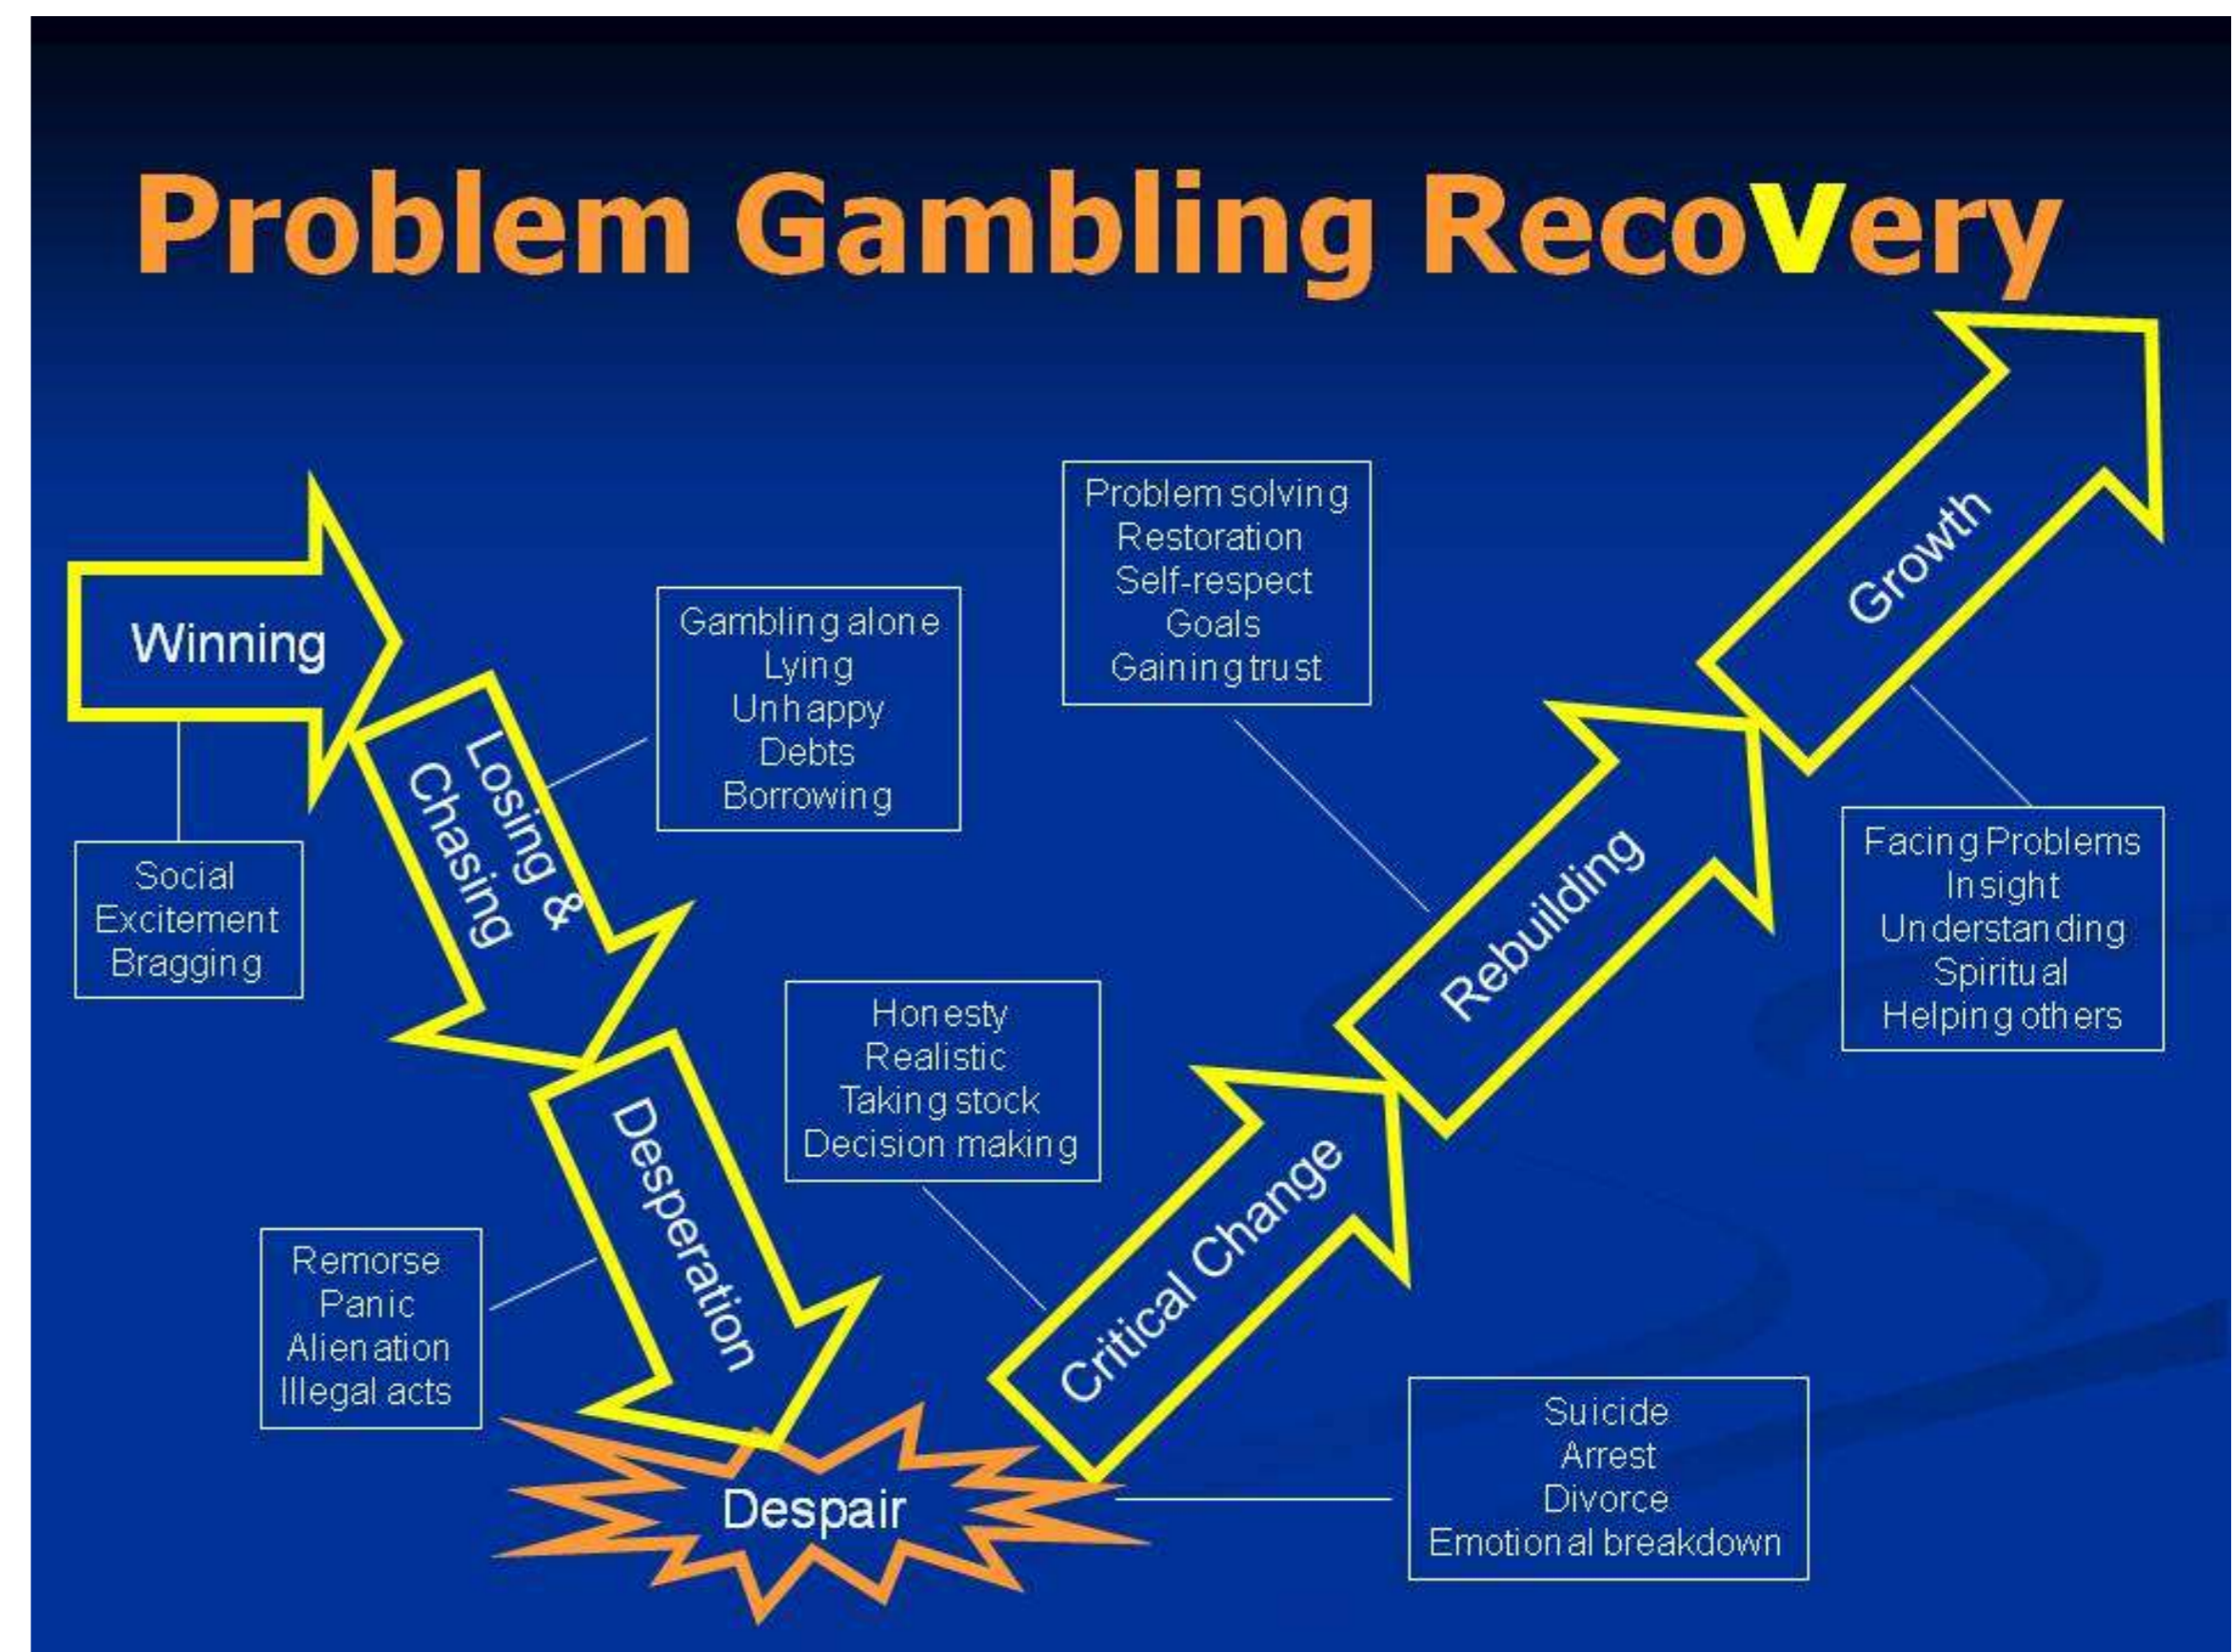 Problem Gambling RecoVery
Winning
Social
Excitement
Bragging
Losing &
Chasing
Gambling alone
Lying
Unhappy
Debts
Borrowing
Desperation
Remorse
Panic
Alienation
Illegal acts
Despair
Suicide
Arrest
Divorce
Emotional breakdown
Critical Change
Honesty
Realistic
Taking stock
Decision making
Rebuilding
Problem solving
Restoration
Self-respect
Goals
Gaining trust
Growth
Facing Problems
Insight
Understanding
Spiritual
Helping others